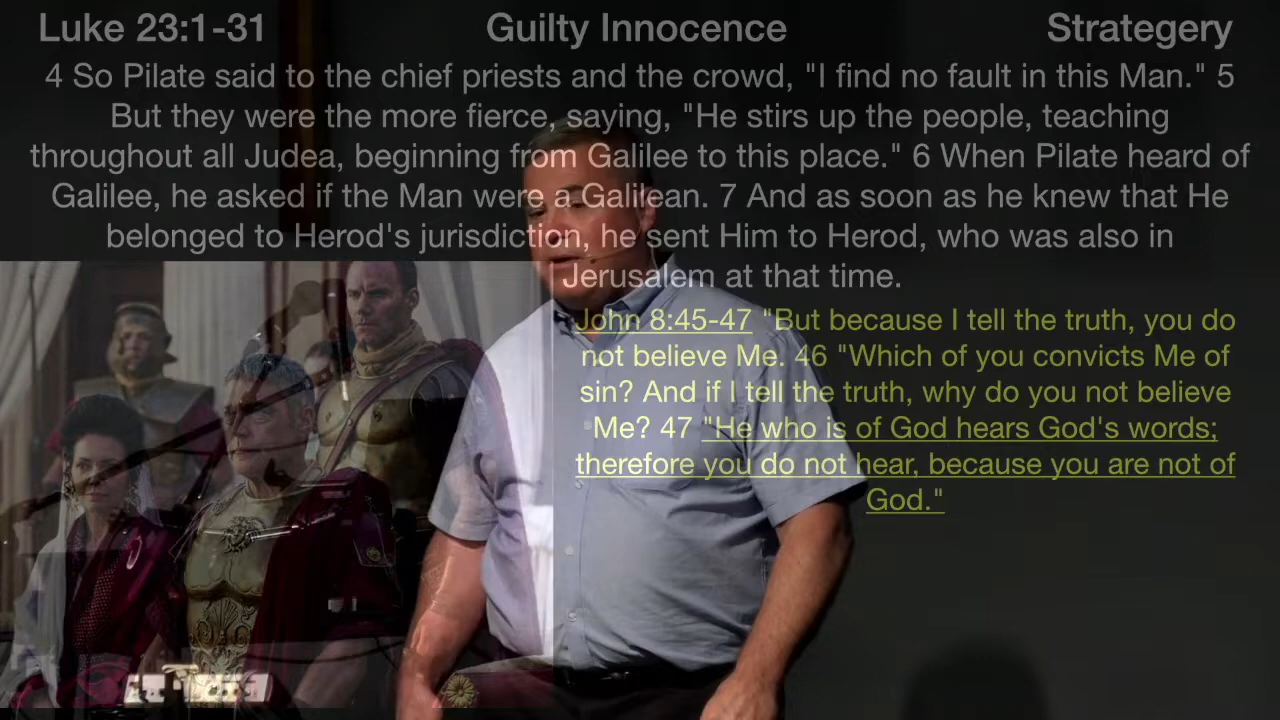 Luke 23:1-31 Guilty Innocence Strategery
4 So Pilate said to the chief priests and the crowd, "I find no fault in this Man." 5
But they were the more fierce, saying, "He stirs up the people, teaching
throughout all Judea, beginning from Galilee to this place." 6 When Pilate heard of
Galilee, he asked if the Man were a Galilean. 7 And as soon as he knew that He
belonged to Herod's jurisdiction, he sent Him to Herod, who was also in
Jerusalem at that time.
John 8:45-47 "But because I tell the truth, you do
not believe Me. 46 "Which of you convicts Me of
sin? And if I tell the truth, why do you not believe
Me? 47 "He who is of God hears God's words;
therefore you do not hear, because you are not of
God."